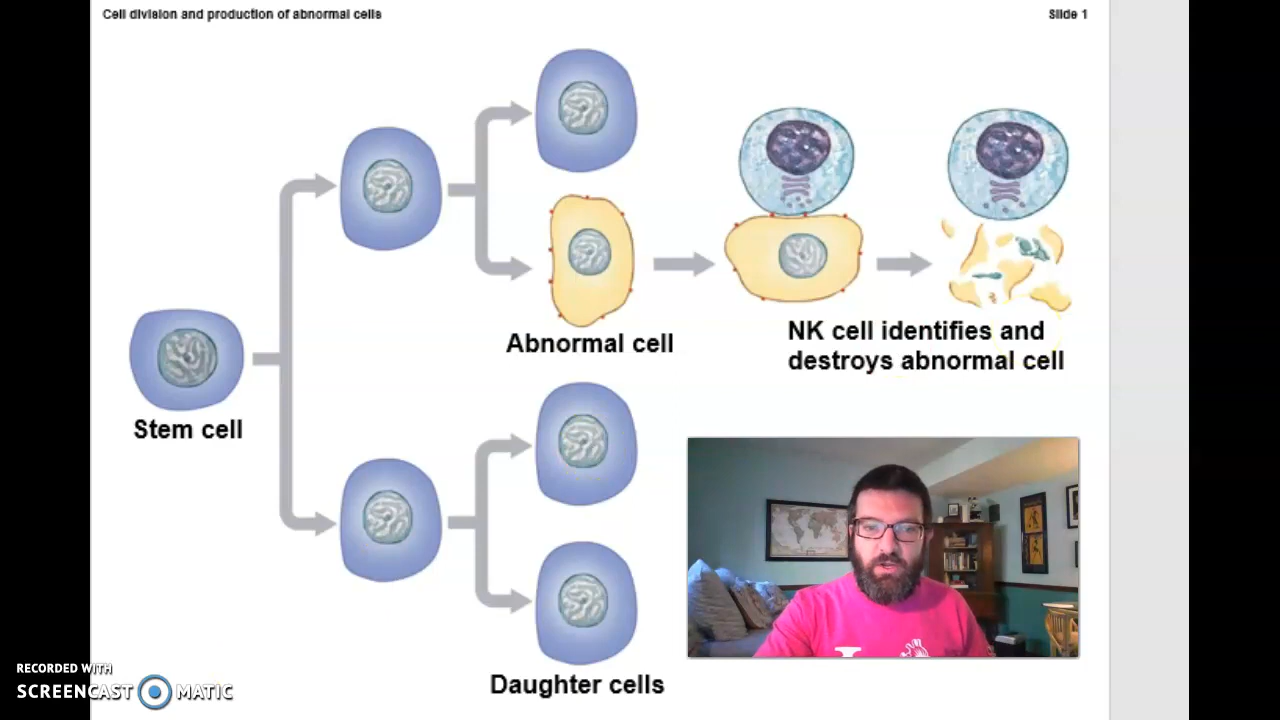 Cell division and production of abnormal cells
Slide 1
Abnormal cell
NK cell identifies and
destroys abnormal cell
Stem cell
Daughter cells
RECORDED WITH
SCREENCAST MATIC